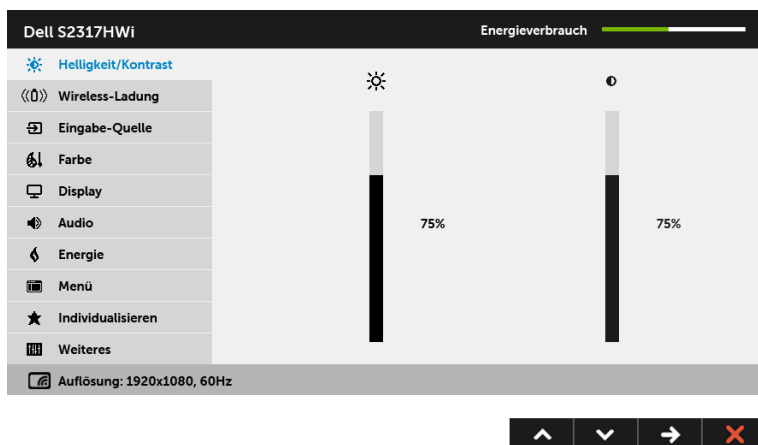 Dell S2317HWi
Energieverbrauch
Helligkeit/Kontrast
Wireless-Ladung
Eingabe-Quelle
Farbe
Display
Audio
Energie
Menü
Individualisieren
Weiteres
75%
75%
Auflösung: 1920x1080, 60Hz